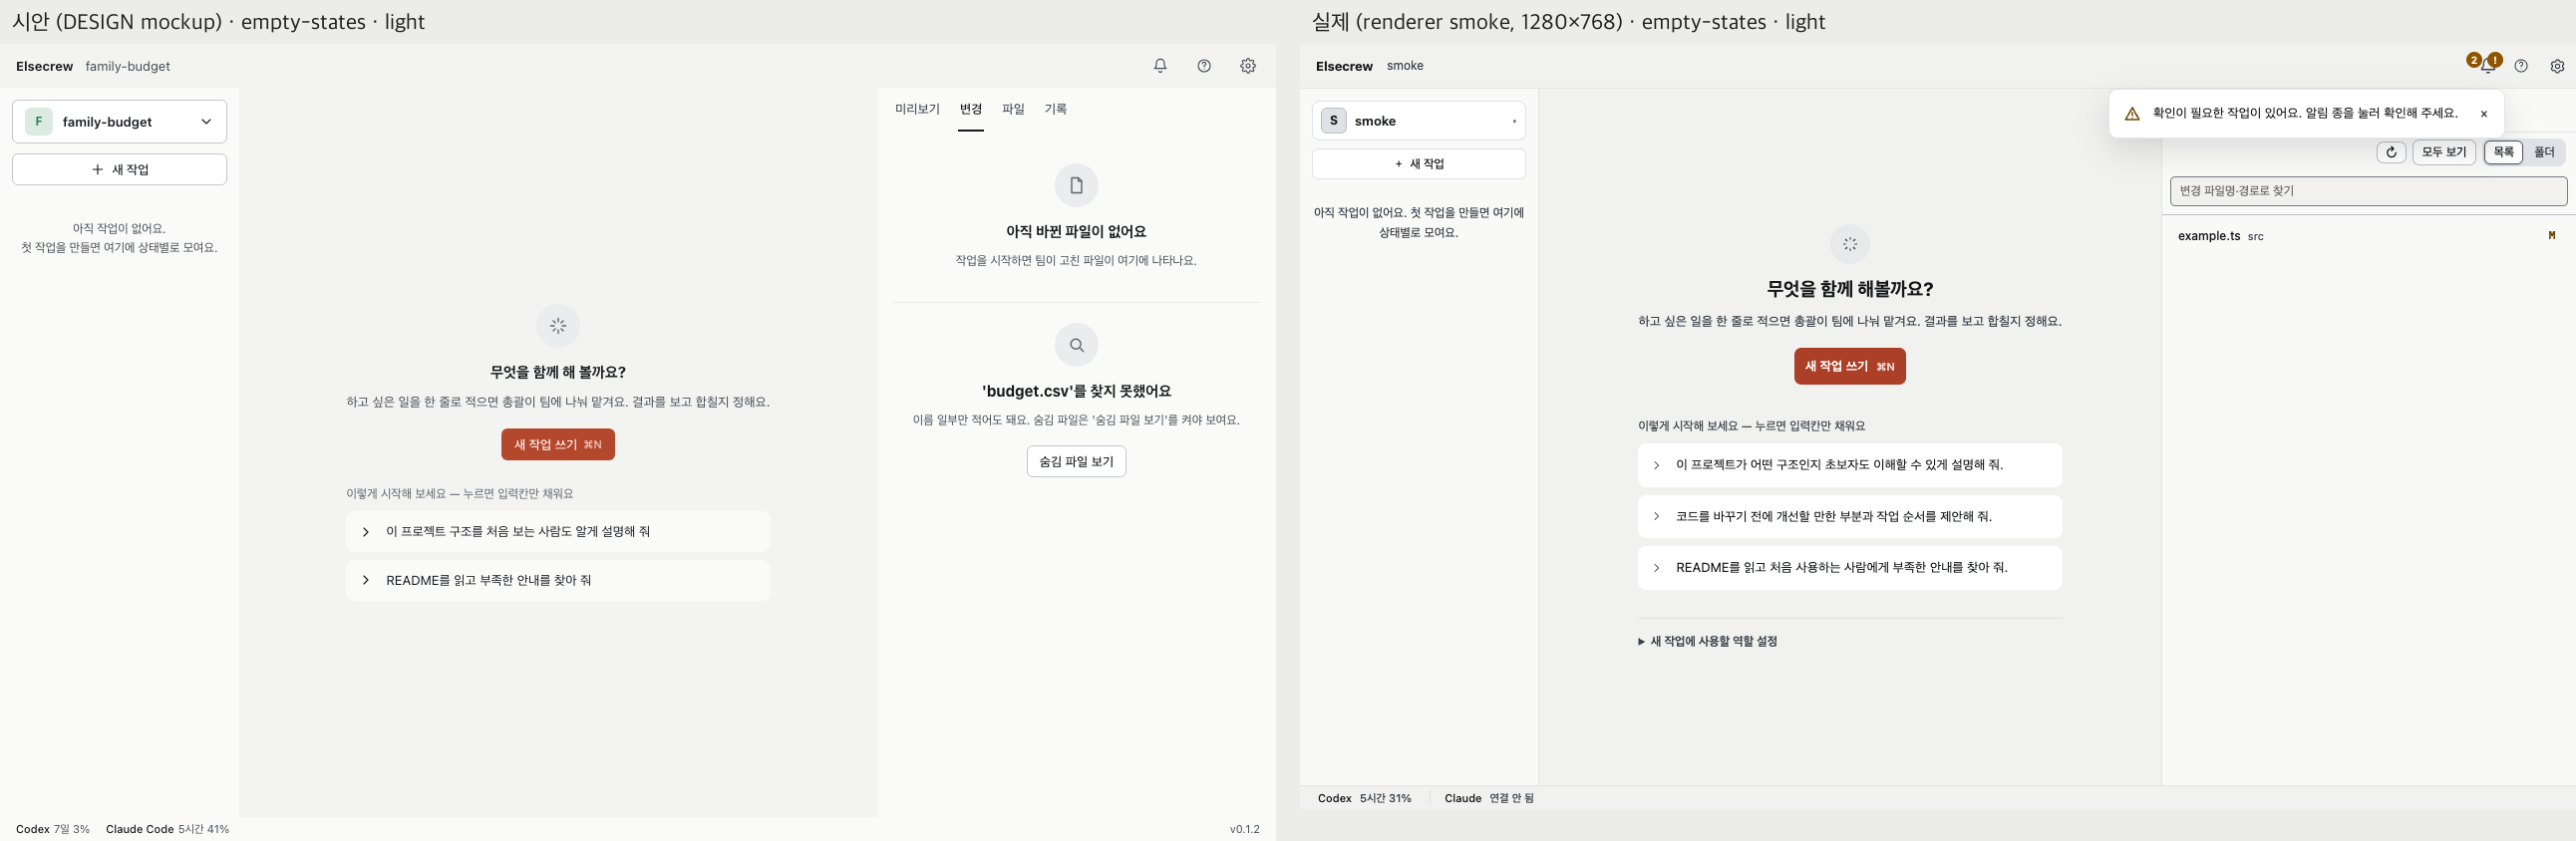 시안 (DESIGN mockup) · empty-states · light
Elsecrew family-budget
F family-budget
+ 새 작업
아직 작업이 없어요.
첫 작업을 만들면 여기에 상태별로 모여요.
무엇을 함께 해 볼까요?
하고 싶은 일을 한 줄로 적으면 총괄이 팀에 나눠 맡겨요. 결과를 보고 합칠지 정해요.
새 작업 쓰기 ⌘N
이렇게 시작해 보세요 — 누르면 입력칸만 채워요
이 프로젝트 구조를 처음 보는 사람도 알게 설명해 줘
README를 읽고 부족한 안내를 찾아 줘
미리보기 변경 파일 기록
아직 바뀐 파일이 없어요
작업을 시작하면 팀이 고친 파일이 여기에 나타나요.
'budget.csv'를 찾지 못했어요
이름 일부만 적어도 돼요. 숨김 파일은 '숨김 파일 보기'를 켜야 보여요.
숨김 파일 보기
Codex 7일 3% Claude Code 5시간 41%
v0.1.2
실제 (renderer smoke, 1280×768) · empty-states · light
Elsecrew smoke
2 !
S smoke
+ 새 작업
아직 작업이 없어요. 첫 작업을 만들면 여기에
상태별로 모여요.
무엇을 함께 해볼까요?
하고 싶은 일을 한 줄로 적으면 총괄이 팀에 나눠 맡겨요. 결과를 보고 합칠지 정해요.
새 작업 쓰기 ⌘N
이렇게 시작해 보세요 — 누르면 입력칸만 채워요
이 프로젝트가 어떤 구조인지 초보자도 이해할 수 있게 설명해 줘.
코드를 바꾸기 전에 개선할 만한 부분과 작업 순서를 제안해 줘.
README를 읽고 처음 사용하는 사람에게 부족한 안내를 찾아 줘.
▶ 새 작업에 사용할 역할 설정
확인이 필요한 작업이 있어요. 알림 종을 눌러 확인해 주세요. ×
모두 보기 목록 폴더
변경 파일명·경로로 찾기
example.ts src M
Codex 5시간 31% Claude 연결 안 됨